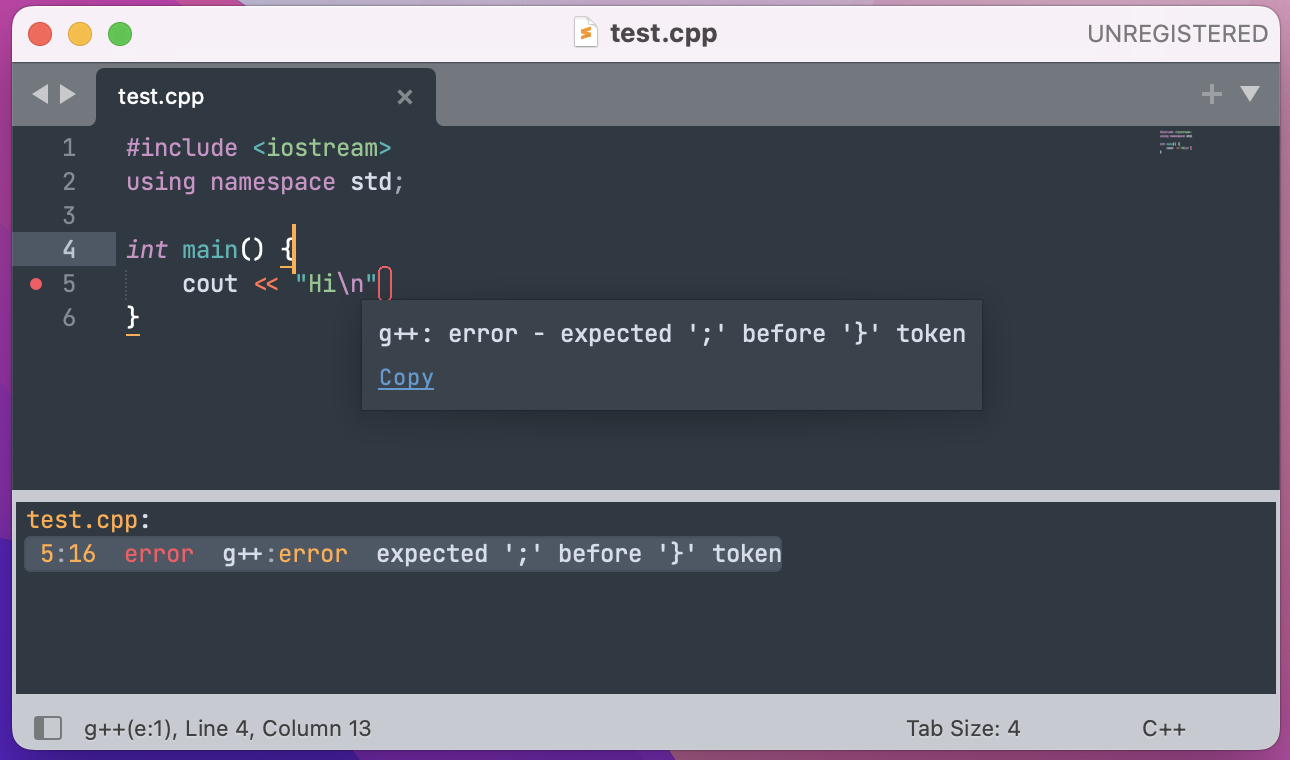 test.cpp
UNREGISTERED
test.cpp
1 #include <iostream>
2 using namespace std;
3
4 int main() {
5     cout << "Hi\n"
6 }
g++: error - expected ';' before '}' token
Copy
test.cpp:
5:16 error g++:error expected ';' before '}' token
g++(e:1), Line 4, Column 13
Tab Size: 4
C++